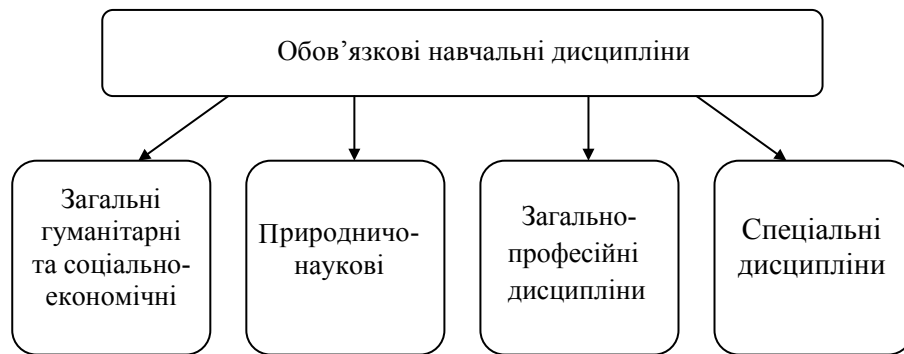 Обов’язкові навчальні дисципліни
Загальні
гуманітарні
та соціально-
економічні
Природничо-
наукові
Загально-
професійні
дисципліни
Спеціальні
дисципліни